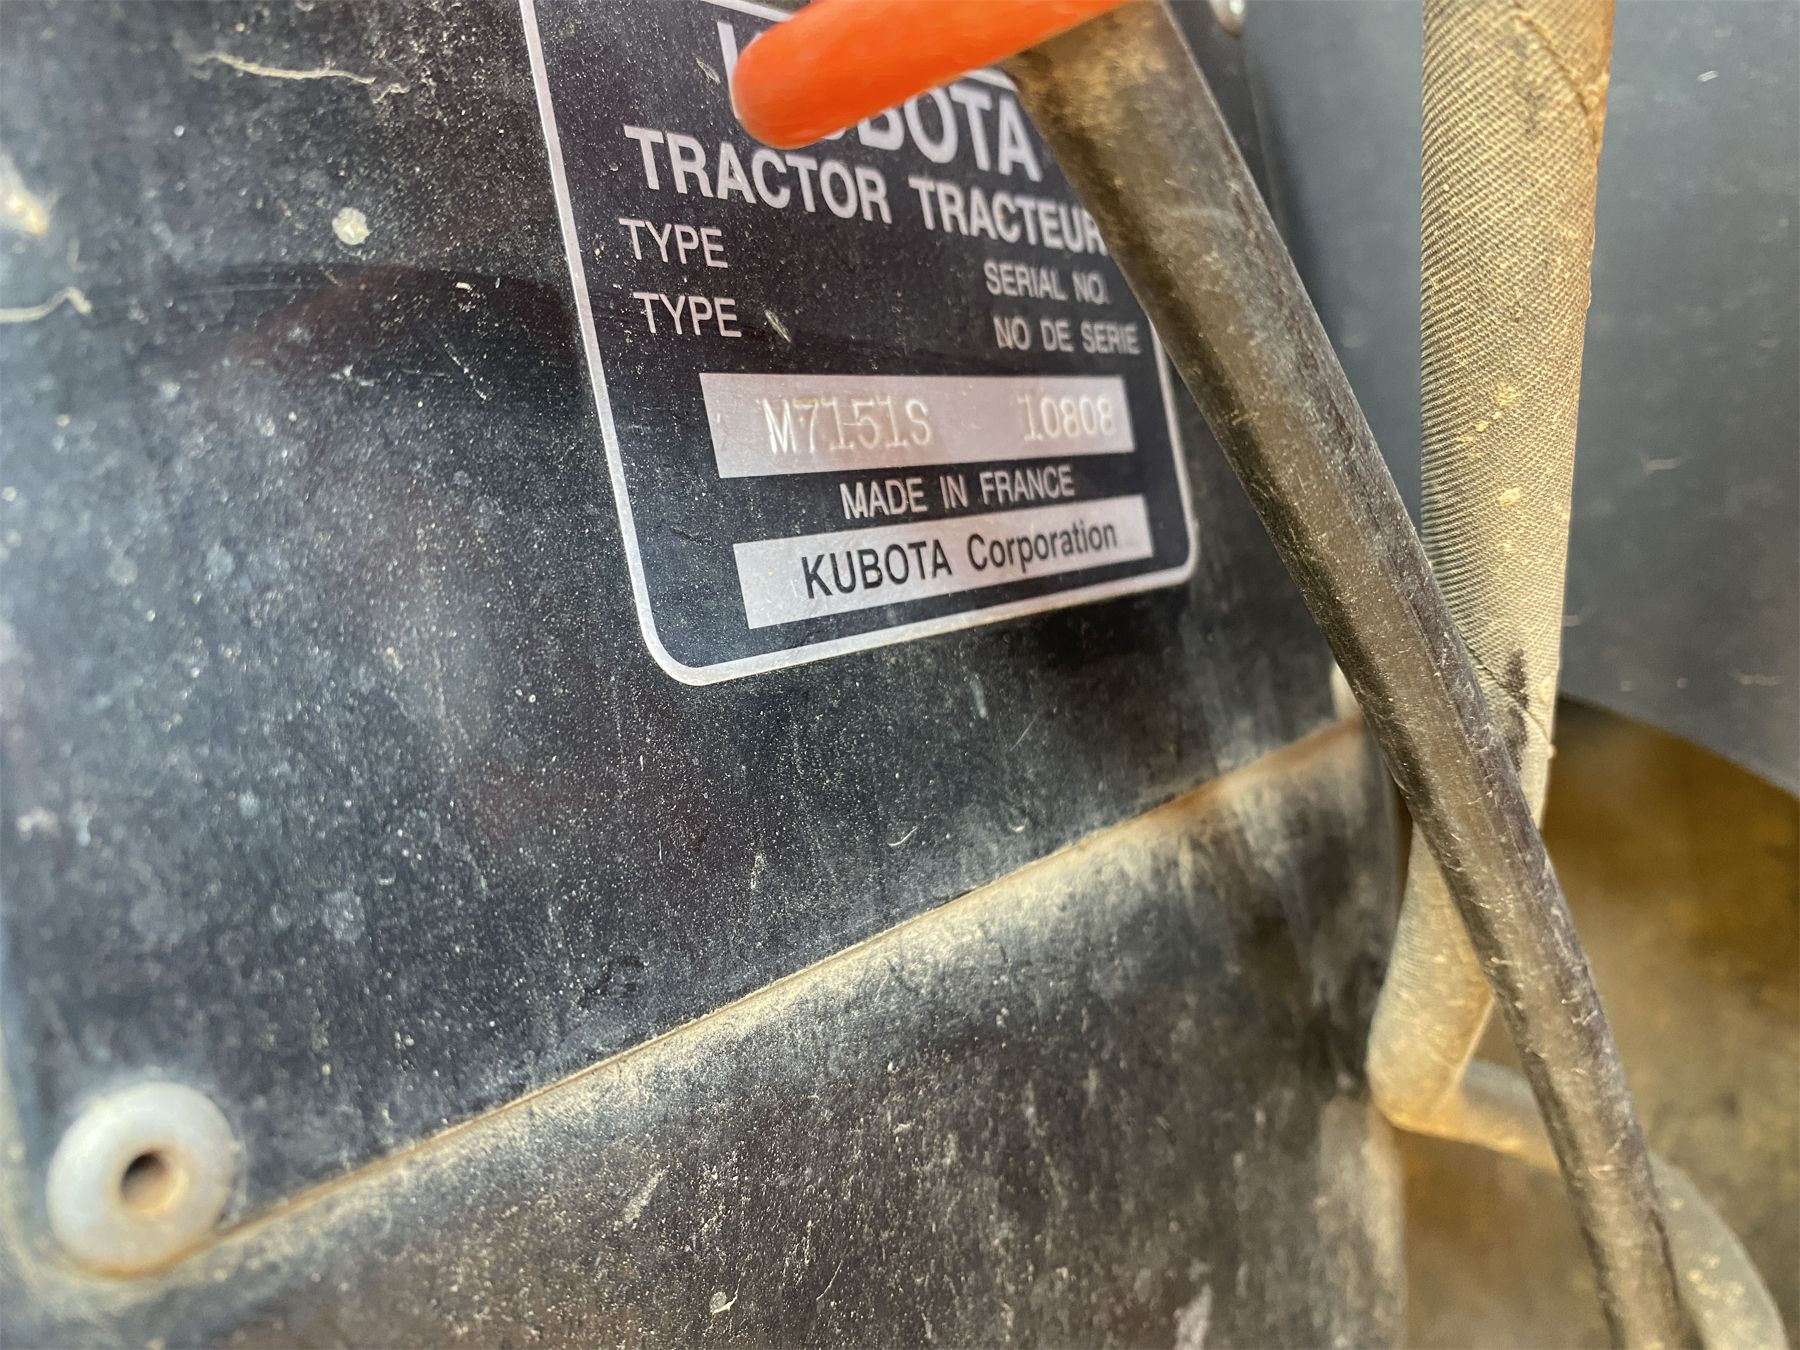 TRACTOR TRACTEUR
TYPE SERIAL NO.
TYPE NO DE SERIE
M7151S 10808
MADE IN FRANCE
KUBOTA Corporation